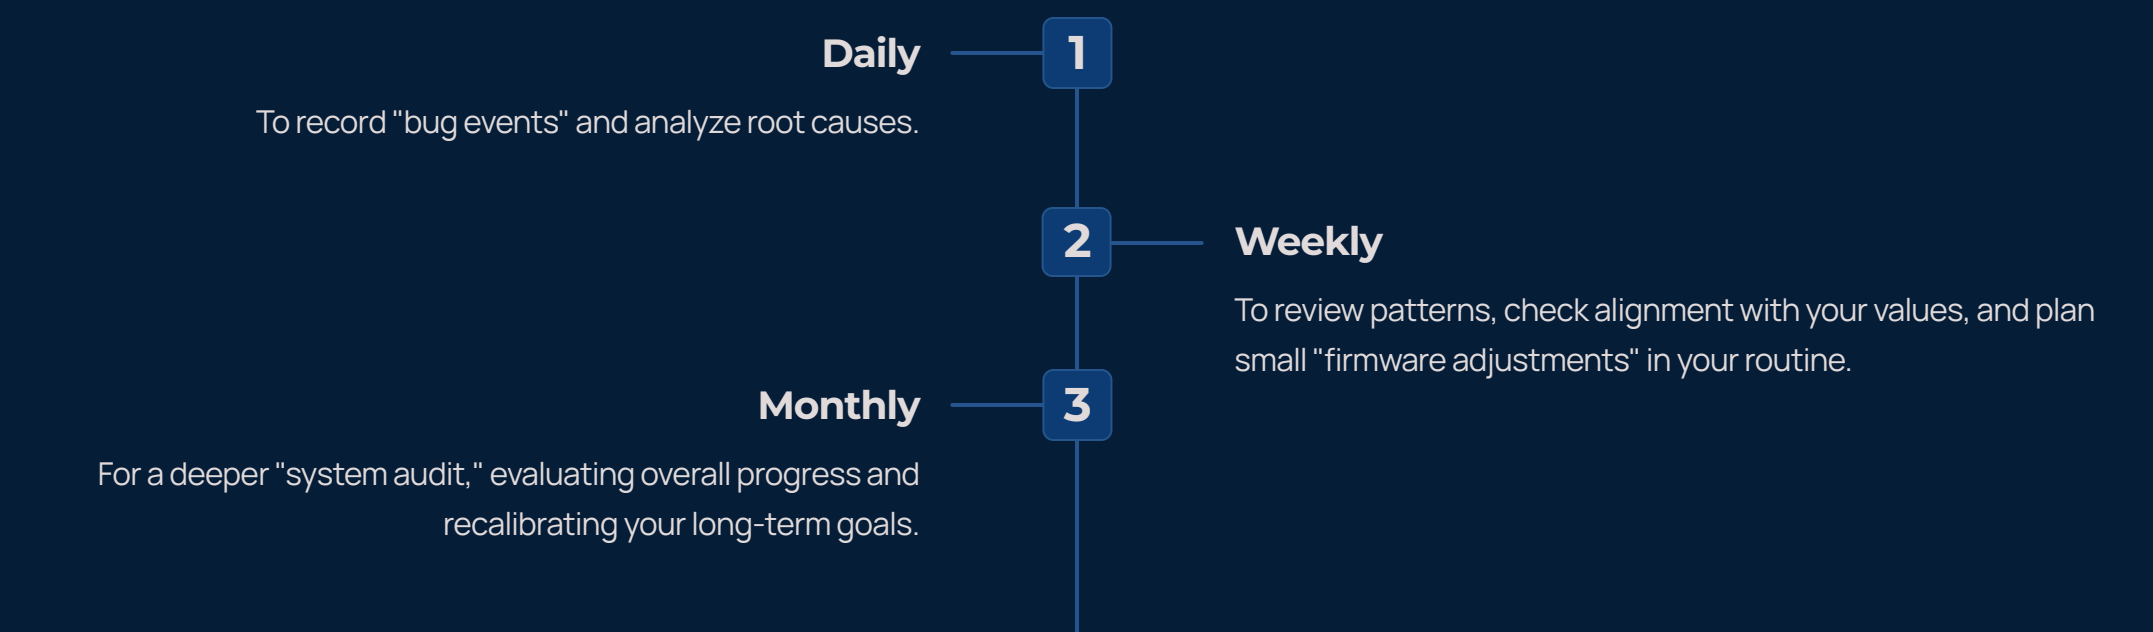 Daily
1
To record "bug events" and analyze root causes.
2
Weekly
To review patterns, check alignment with your values, and plan
small "firmware adjustments" in your routine.
Monthly
3
For a deeper "system audit," evaluating overall progress and
recalibrating your long-term goals.